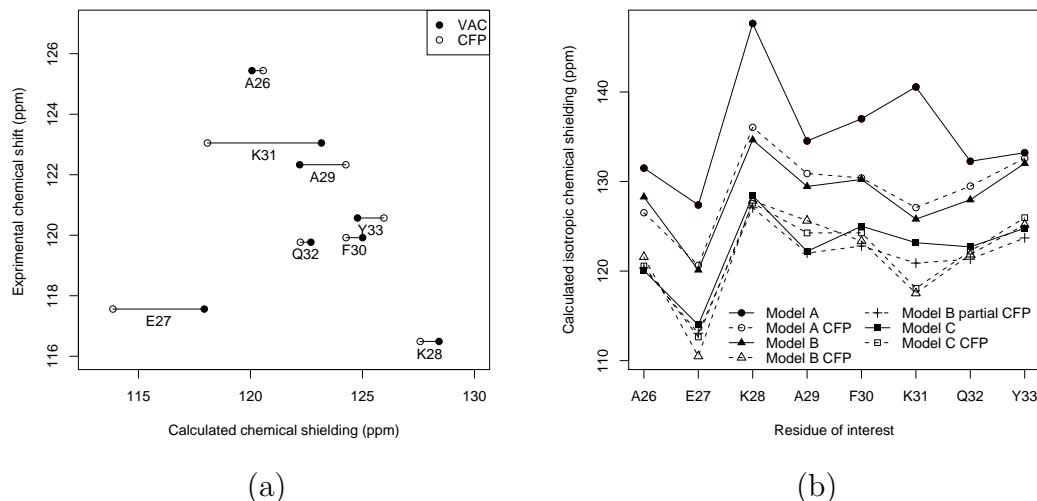 VAC
CFP
A26
K31
A29
Y33
F30
Q32
E27
K28
126
124
122
120
118
116
Exprimental chemical shift (ppm)
115 120 125 130
Calculated chemical shielding (ppm)
(a)
140
130
120
110
Calculated isotropic chemical shielding (ppm)
Model A
Model A CFP
Model B
Model B CFP
Model B partial CFP
Model C
Model C CFP
A26 E27 K28 A29 F30 K31 Q32 Y33
Residue of interest
(b)